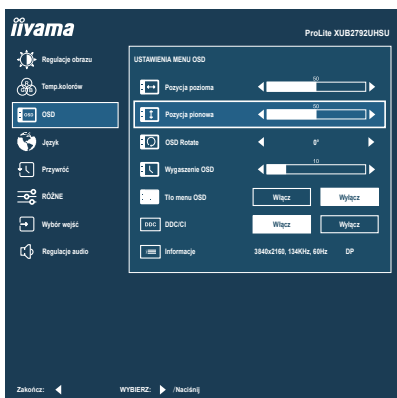 iiyama
ProLite XUB2792UHSU
Regulacje obrazu
Temp.kolorów
OSD OSD
Język
Przywróć
RÓŻNE
Wybór wejść
Regulacje audio
USTAWIENIA MENU OSD
Pozycja pozioma 50
Pozycja pionowa 50
OSD Rotate 0°
Wygaszenie OSD 10
Tło menu OSD Włącz Wyłącz
DDC DDC/CI Włącz Wyłącz
Informacje 3840x2160, 134KHz, 60Hz DP
Zakończ: WYBIERZ: /Naciśnij